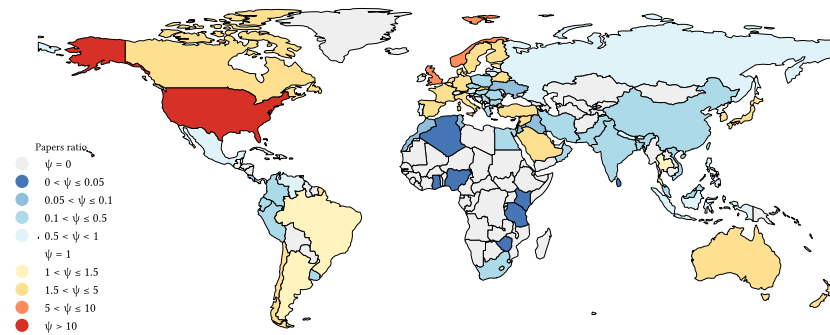 Papers ratio
ψ = 0
0 < ψ ≤ 0.05
0.05 < ψ ≤ 0.1
0.1 < ψ ≤ 0.5
0.5 < ψ < 1
ψ = 1
1 < ψ ≤ 1.5
1.5 < ψ ≤ 5
5 < ψ ≤ 10
ψ > 10